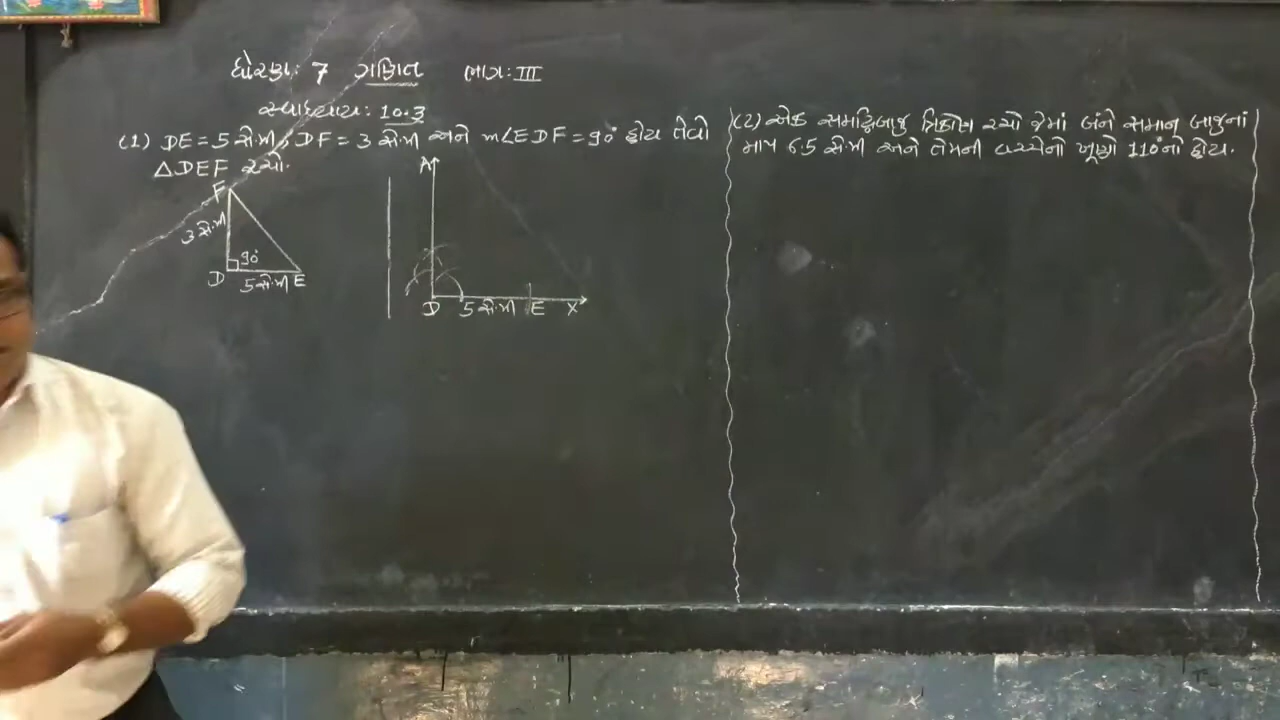 ધોરણ: 7 ગણિત ભાગ: III
સ્વાધ્યાય: 10.3
(1) DE = 5 સે.મી, DF = 3 સે.મી અને m∠EDF = 90° હોય તેવો
△DEF રચો.
F
3 સે.મી
90°
D
5 સે.મી E
A
D 5 સે.મી E X
(2) એક સમદ્વિબાજુ ત્રિકોણ રચો જેમાં બંને સમાન બાજુનાં
માપ 6.5 સે.મી અને તેમની વચ્ચેનો ખૂણો 110°નો હોય.